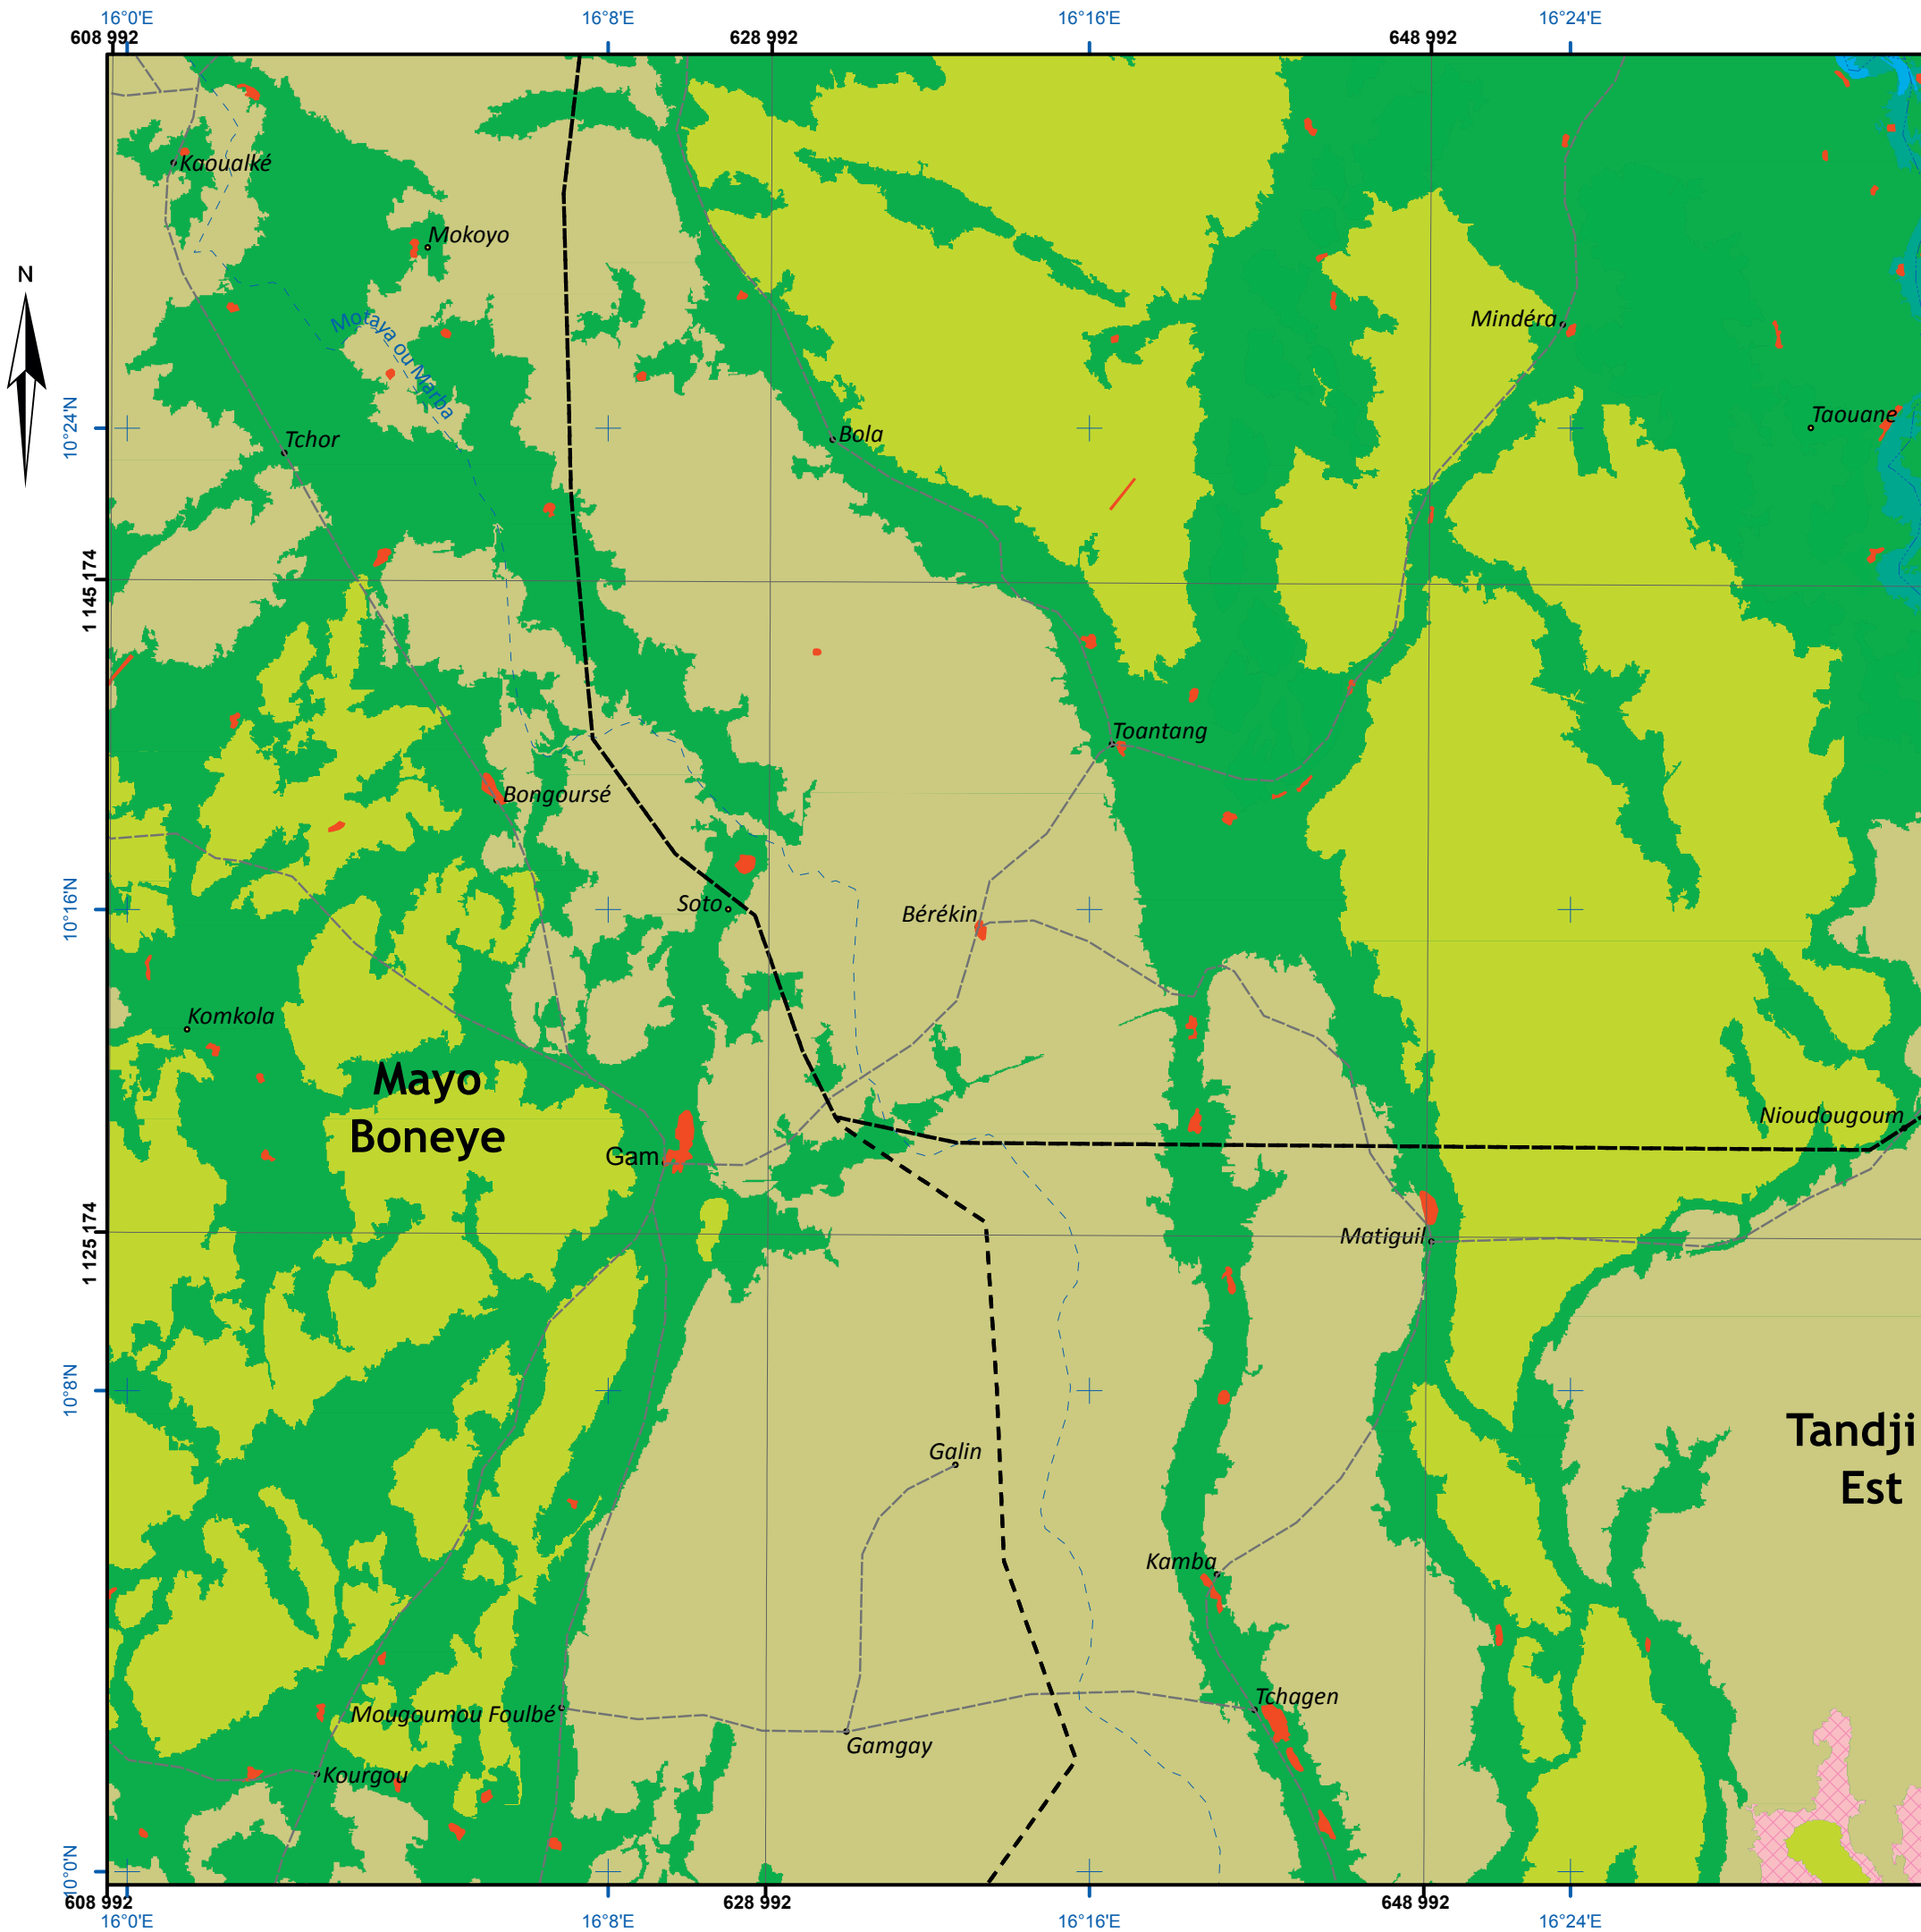 16°0'E 16°8'E 16°16'E 16°24'E
608 992 628 992 648 992
Kaoualké
Mokoyo
N
Motaya ou Marba
Mindéra
10°24'N
Taouane
Tchor
Bola
1 145 174
Toantang
Bongoursé
10°16'N
Soto
Bérékin
Komkola
Mayo
Boneye
Nioudougoum
Gam
Matiguil
1 125 174
10°8'N
Tandji
Est
Galin
Kamba
Tchagen
Mougoumou Foulbé
Gamgay
Kourgou
10°0'N
608 992 628 992 648 992
16°0'E 16°8'E 16°16'E 16°24'E